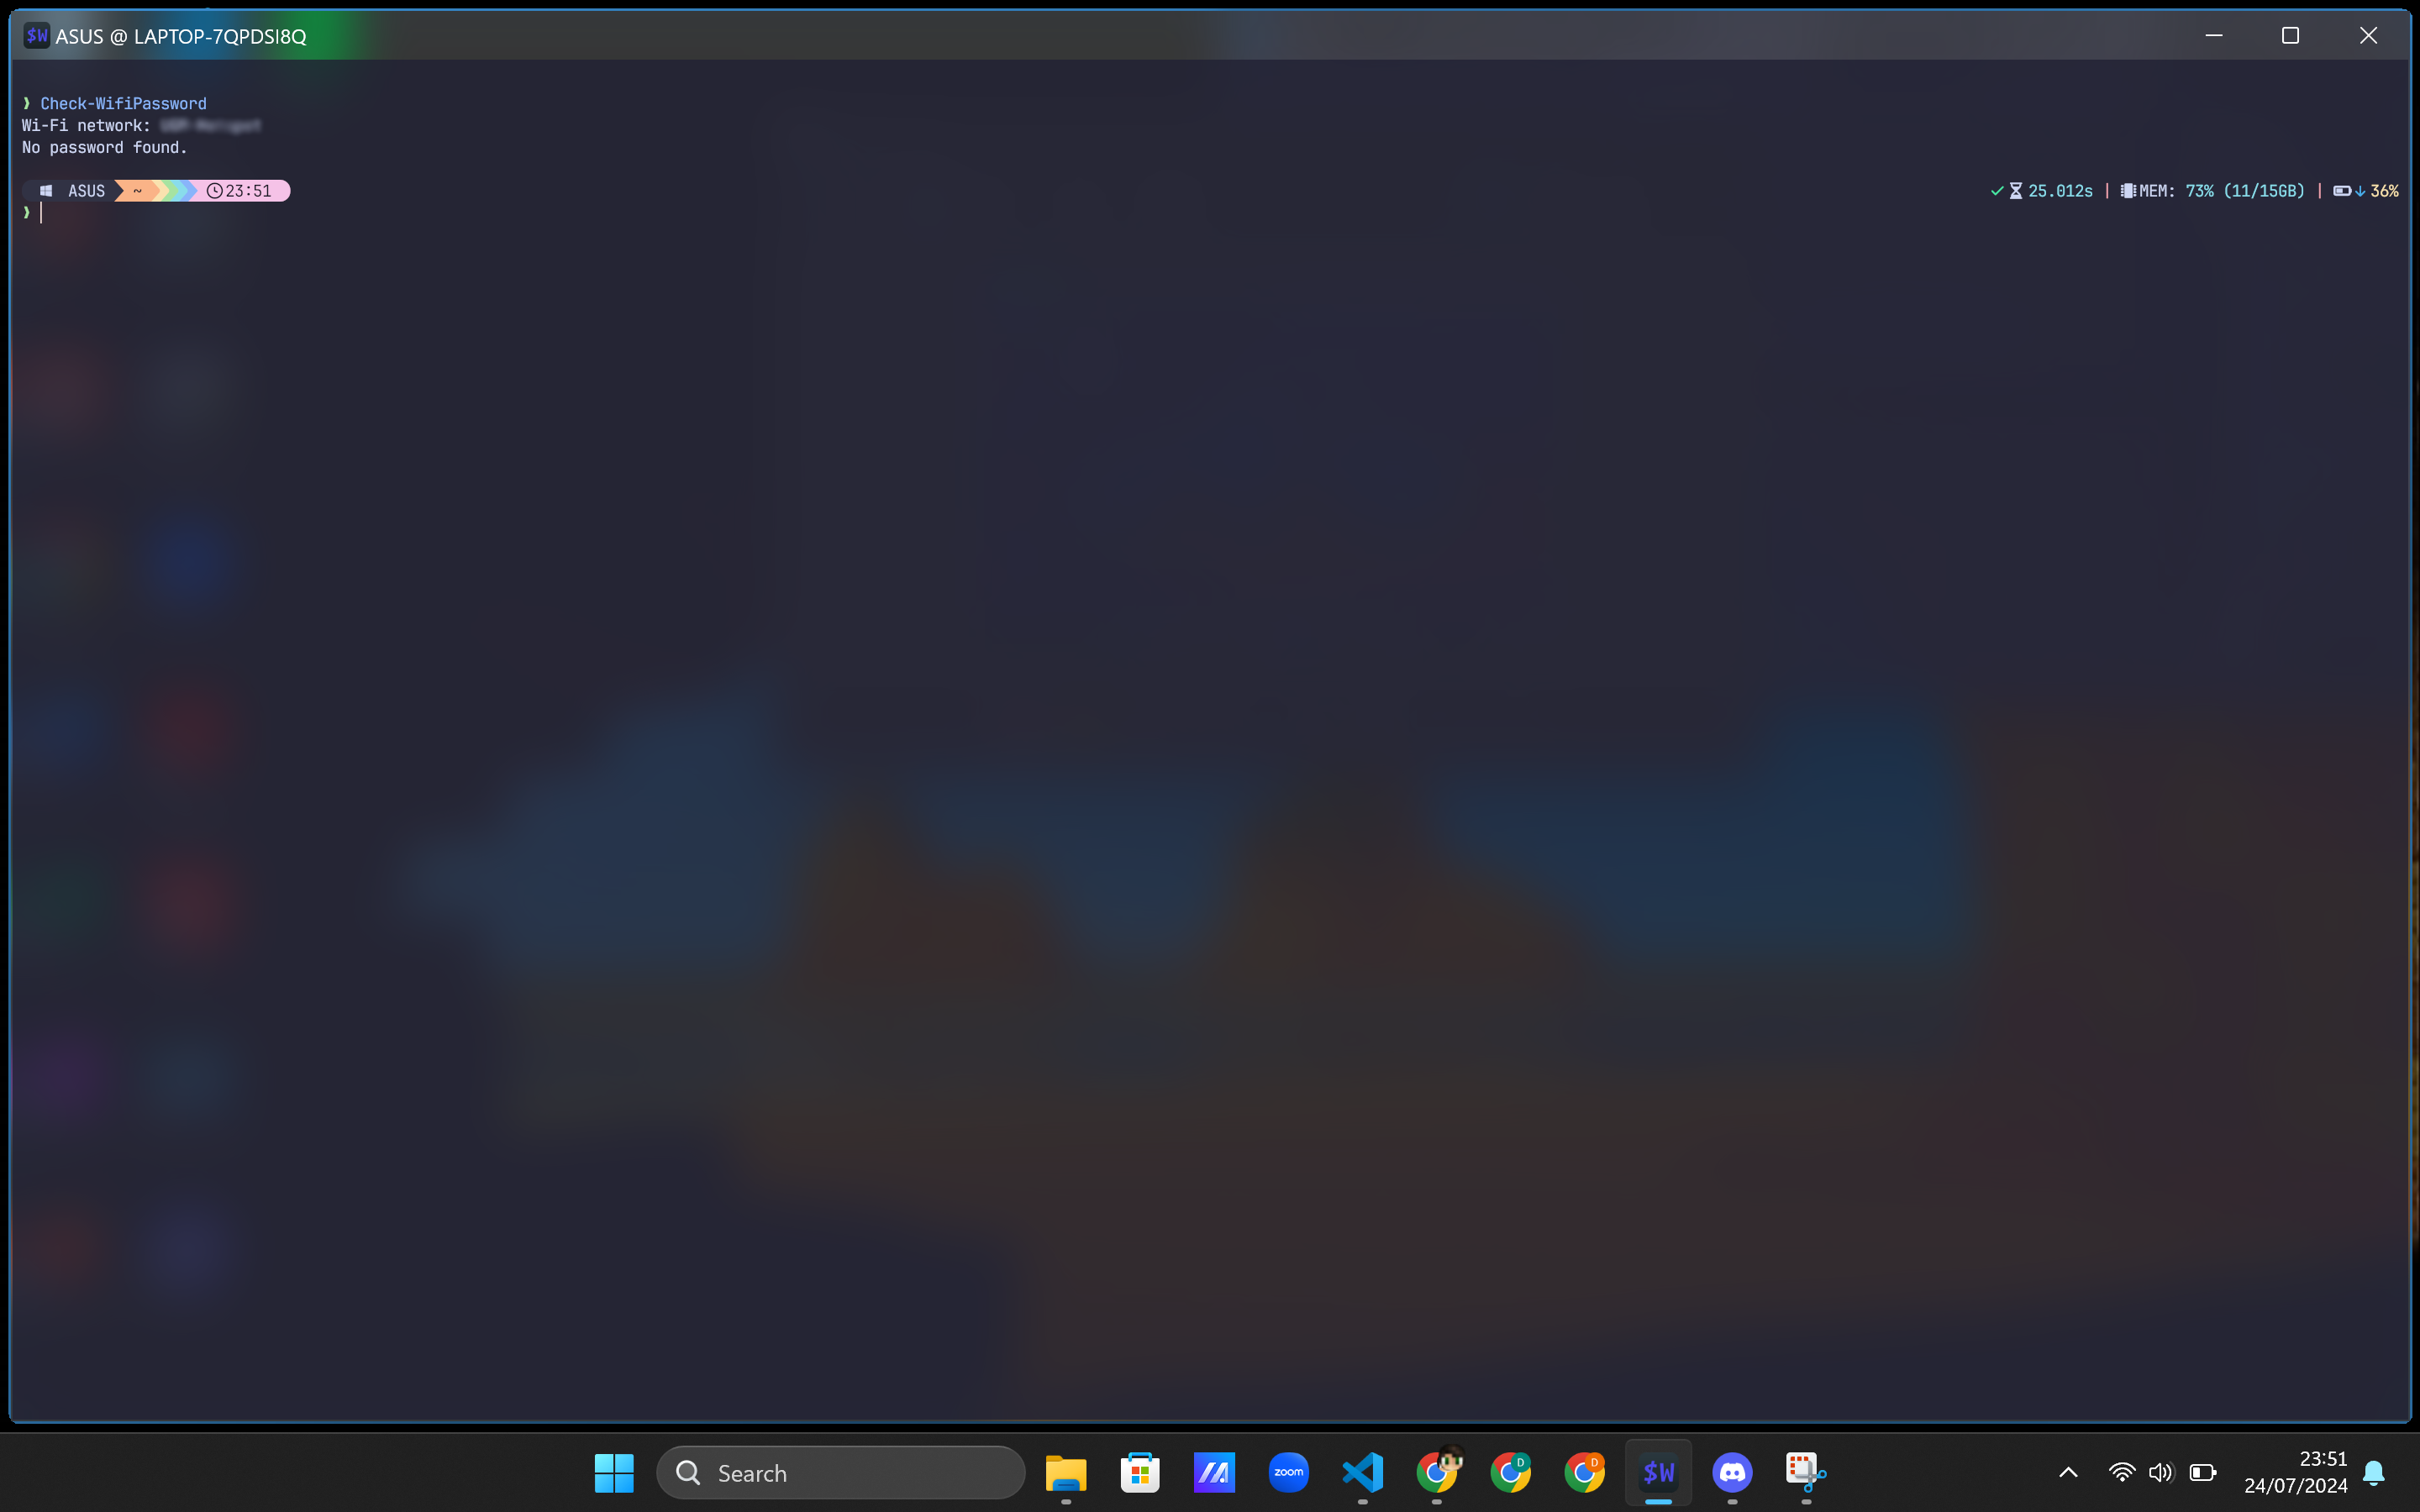 $W ASUS @ LAPTOP-7QPDSI8Q
❯ Check-WifiPassword
Wi-Fi network:
No password found.
ASUS ~ 23:51
✓ 25.012s | MEM: 73% (11/15GB) | ↓ 36%
❯
Search
zoom
D
D
$W
23:51
24/07/2024